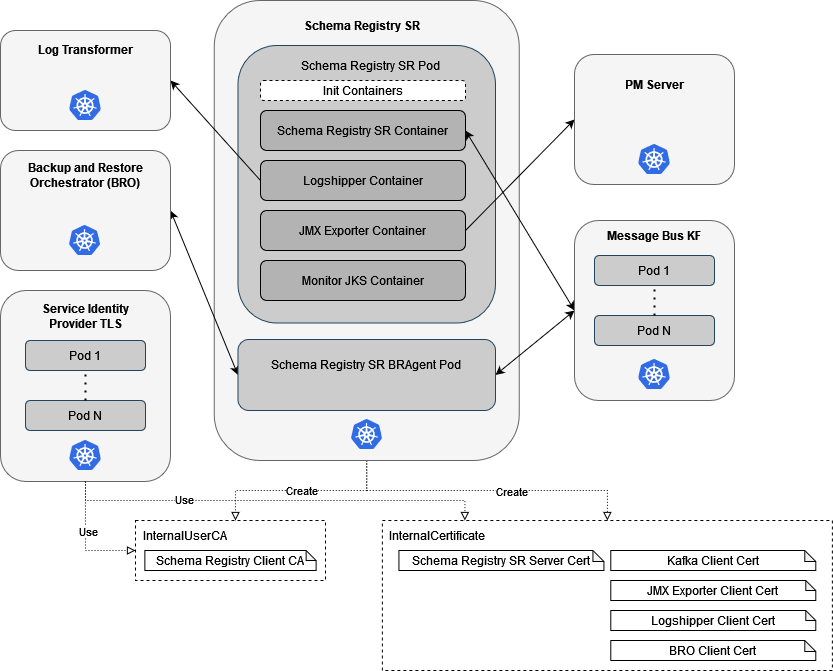 Log Transformer
Backup and Restore
Orchestrator (BRO)
Service Identity
Provider TLS
Pod 1
Pod N
Schema Registry SR
Schema Registry SR Pod
Init Containers
Schema Registry SR Container
Logshipper Container
JMX Exporter Container
Monitor JKS Container
Schema Registry SR BRAgent Pod
PM Server
Message Bus KF
Pod 1
Pod N
Create
Create
Use
Use
InternalUserCA
Schema Registry Client CA
InternalCertificate
Schema Registry SR Server Cert
Kafka Client Cert
JMX Exporter Client Cert
Logshipper Client Cert
BRO Client Cert